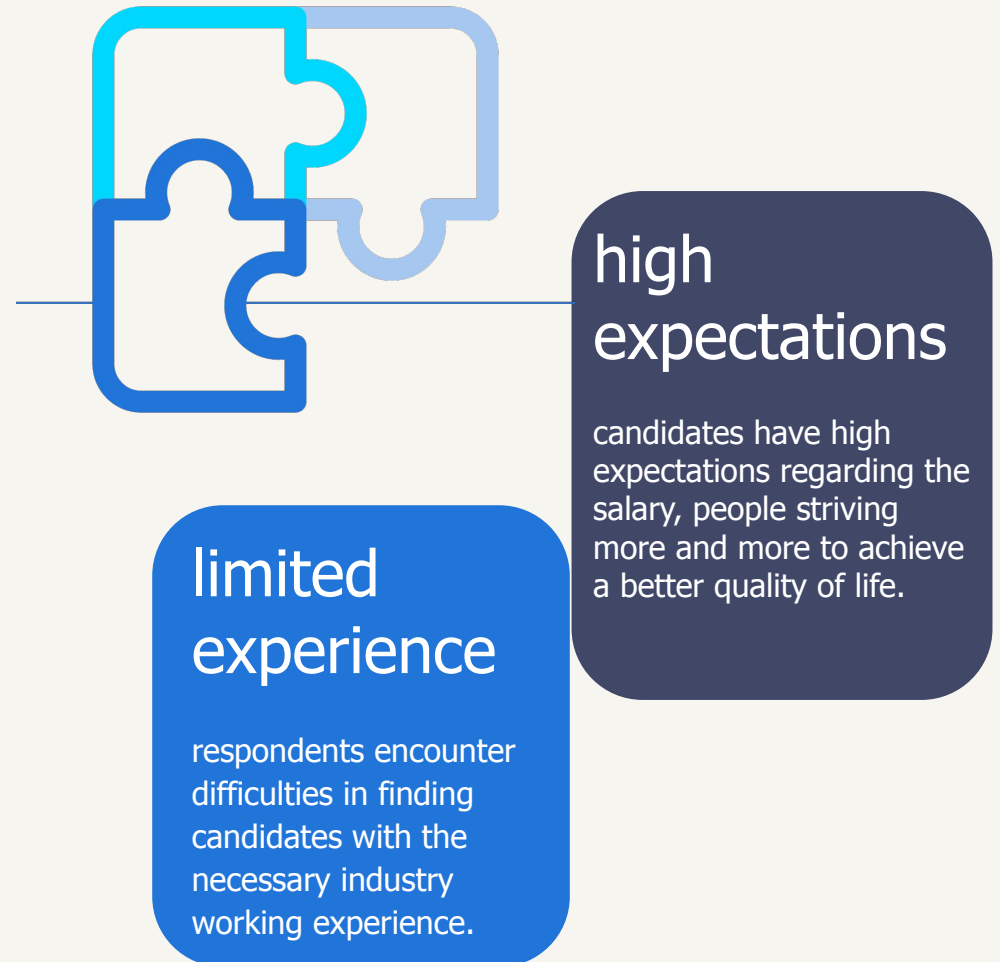 high
expectations
candidates have high
expectations regarding the
salary, people striving
more and more to achieve
a better quality of life.
limited
experience
respondents encounter
difficulties in finding
candidates with the
necessary industry
working experience.